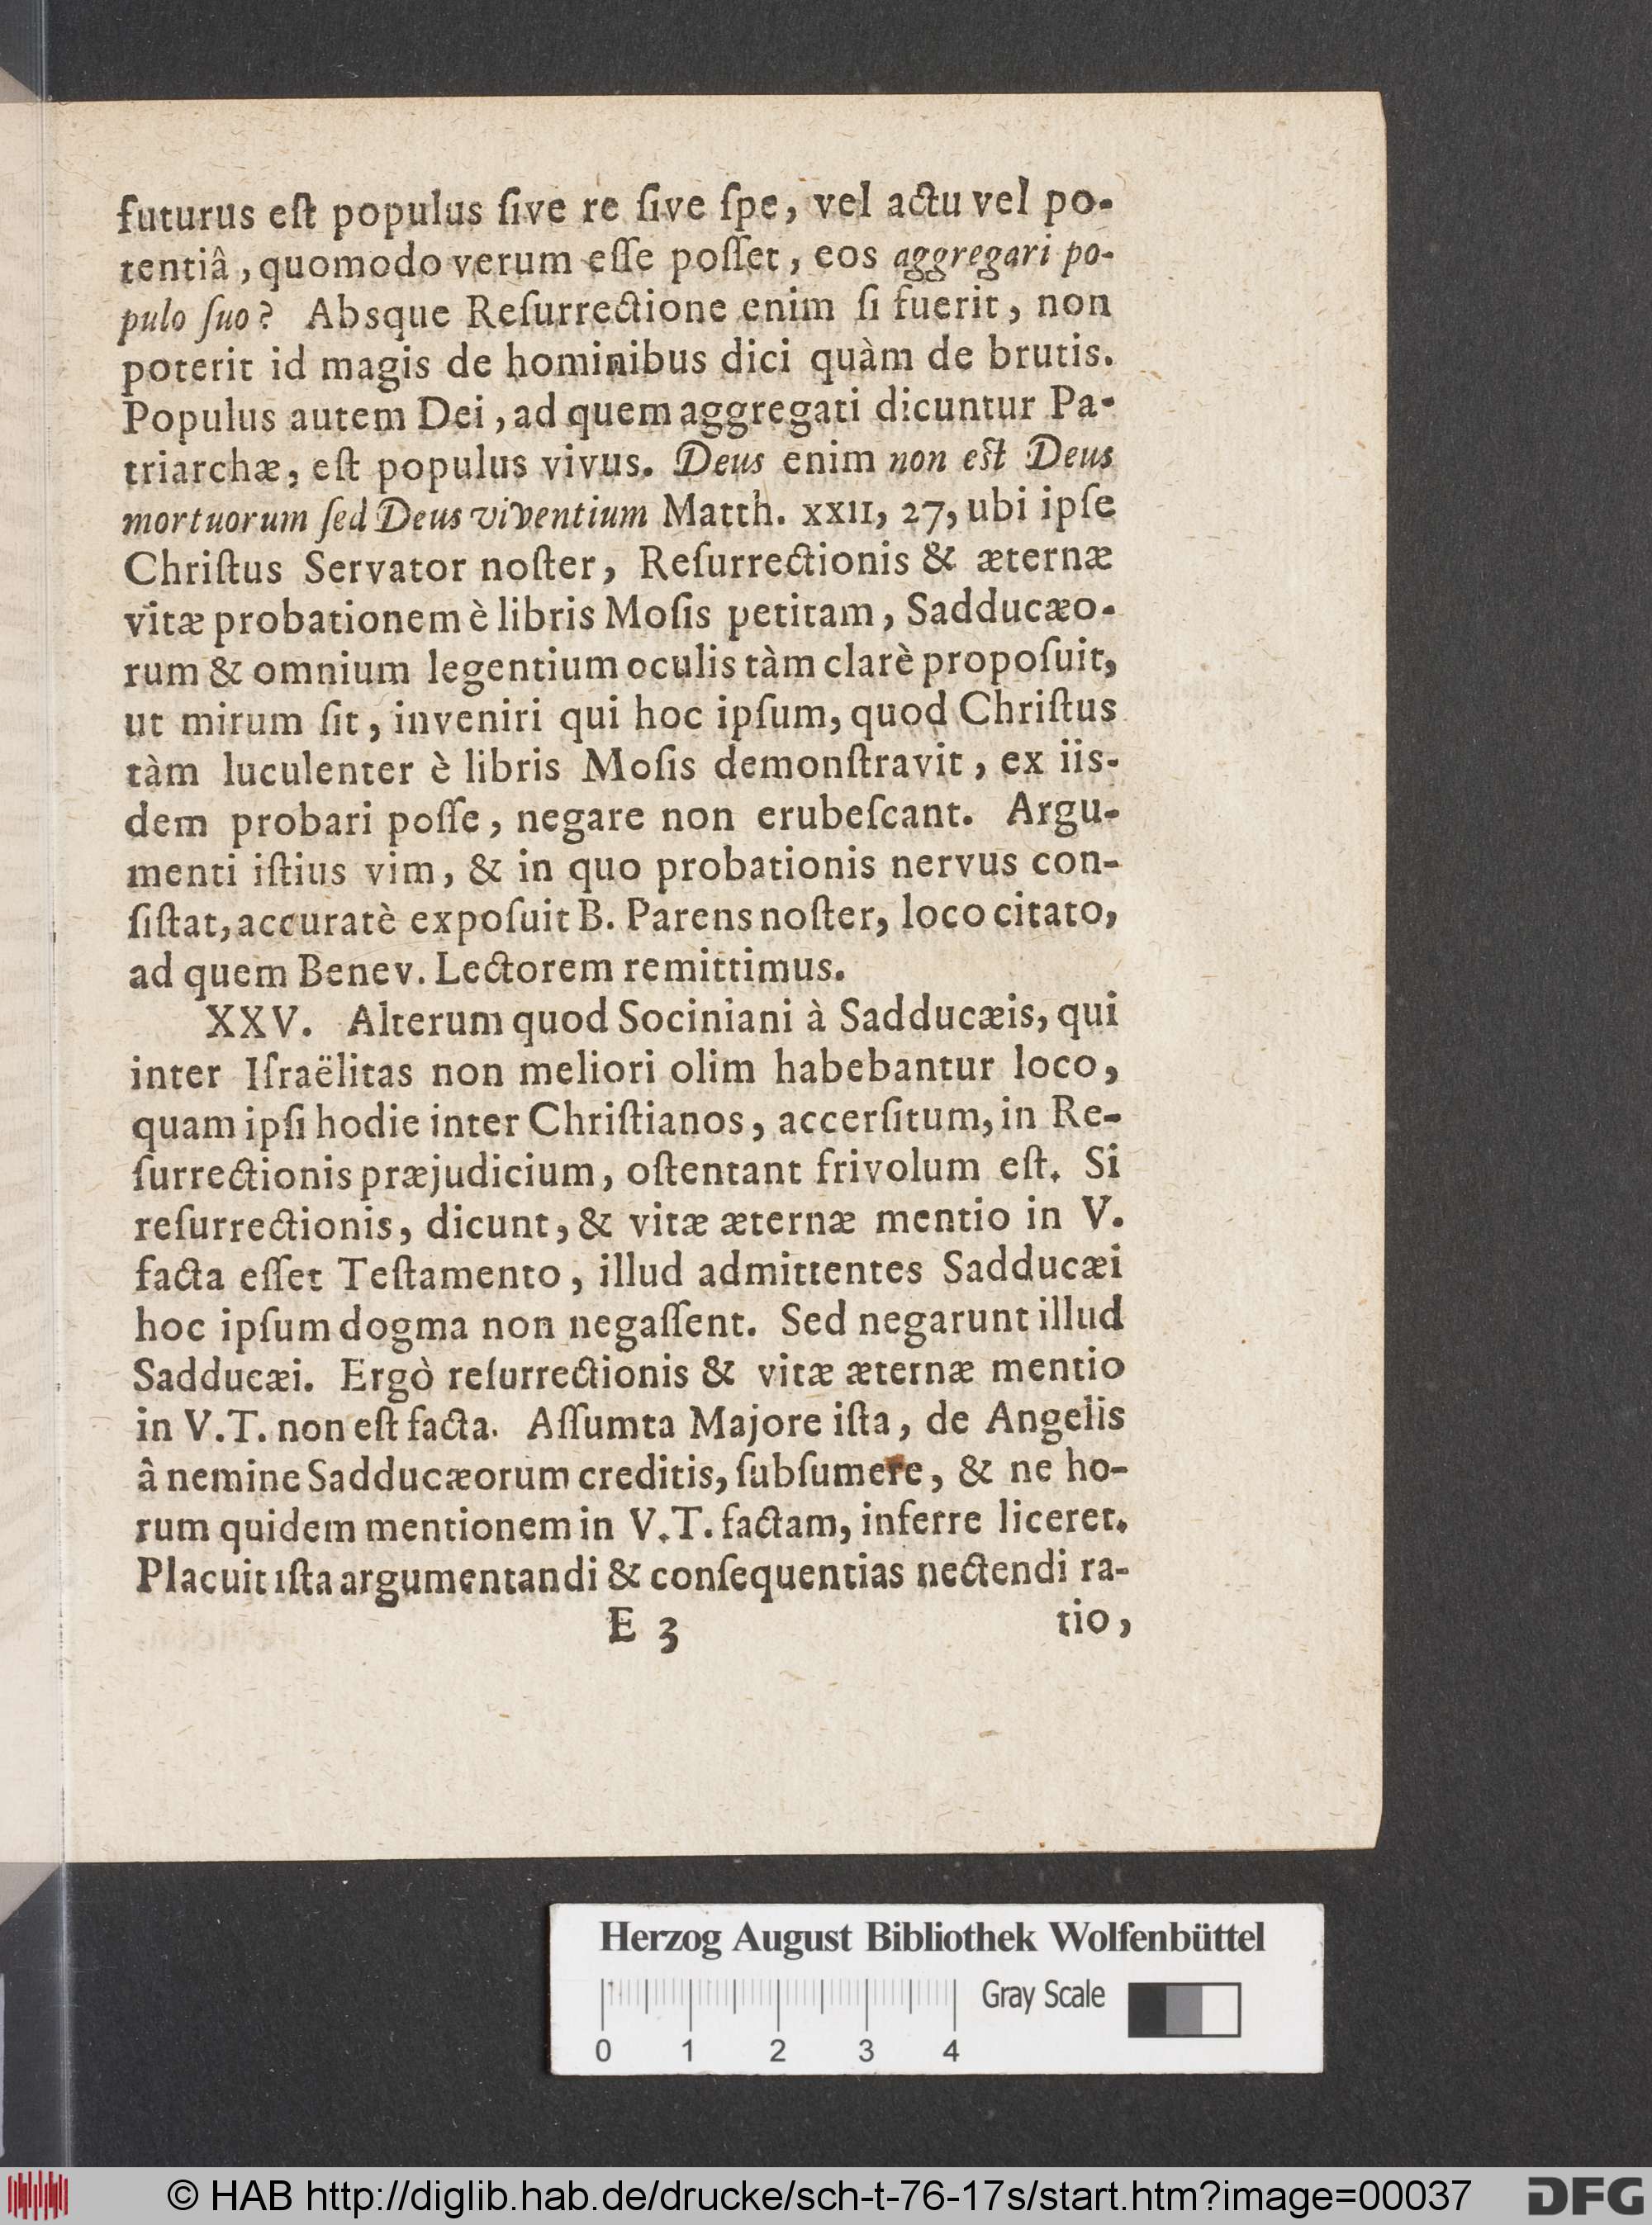 futurus eſt populus ſive re ſive ſpe, vel actu vel po-
tentiâ, quomodo verum eſſe poſſet, eos aggregari po-
pulo ſuo? Absque Reſurrectione enim ſi fuerit, non
poterit id magis de hominibus dici quàm de brutis.
Populus autem Dei, ad quem aggregati dicuntur Pa-
triarchæ, eſt populus vivus. Deus enim non eſt Deus
mortuorum ſed Deus viventium Matth. XXII, 27, ubi ipſe
Chriſtus Servator noſter, Reſurrectionis & æternæ
vitæ probationem è libris Moſis petitam, Sadducæo-
rum & omnium legentium oculis tàm clarè propoſuit,
ut mirum ſit, inveniri qui hoc ipſum, quod Chriſtus
tàm luculenter è libris Moſis demonſtravit, ex iis-
dem probari poſſe, negare non erubeſcant. Argu-
menti iſtius vim, & in quo probationis nervus con-
ſiſtat, accuratè expoſuit B. Parens noſter, loco citato,
ad quem Benev. Lectorem remittimus.
XXV. Alterum quod Sociniani à Sadducæis, qui
inter Iſraëlitas non meliori olim habebantur loco,
quam ipſi hodie inter Chriſtianos, accerſitum, in Re-
ſurrectionis præjudicium, oſtentant frivolum eſt. Si
reſurrectionis, dicunt, & vitæ æternæ mentio in V.
facta eſſet Teſtamento, illud admittentes Sadducæi
hoc ipſum dogma non negaſſent. Sed negarunt illud
Sadducæi. Ergò reſurrectionis & vitæ æternæ mentio
in V.T. non eſt facta. Aſſumta Majore iſta, de Angelis
â nemine Sadducæorum creditis, ſubſumere, & ne ho-
rum quidem mentionem in V.T. factam, inferre liceret.
Placuit iſta argumentandi & conſequentias nectendi ra-
E 3 tio,
Herzog August Bibliothek Wolfenbüttel
Gray Scale
0 1 2 3 4
© HAB http://diglib.hab.de/drucke/sch-t-76-17s/start.htm?image=00037
DFG